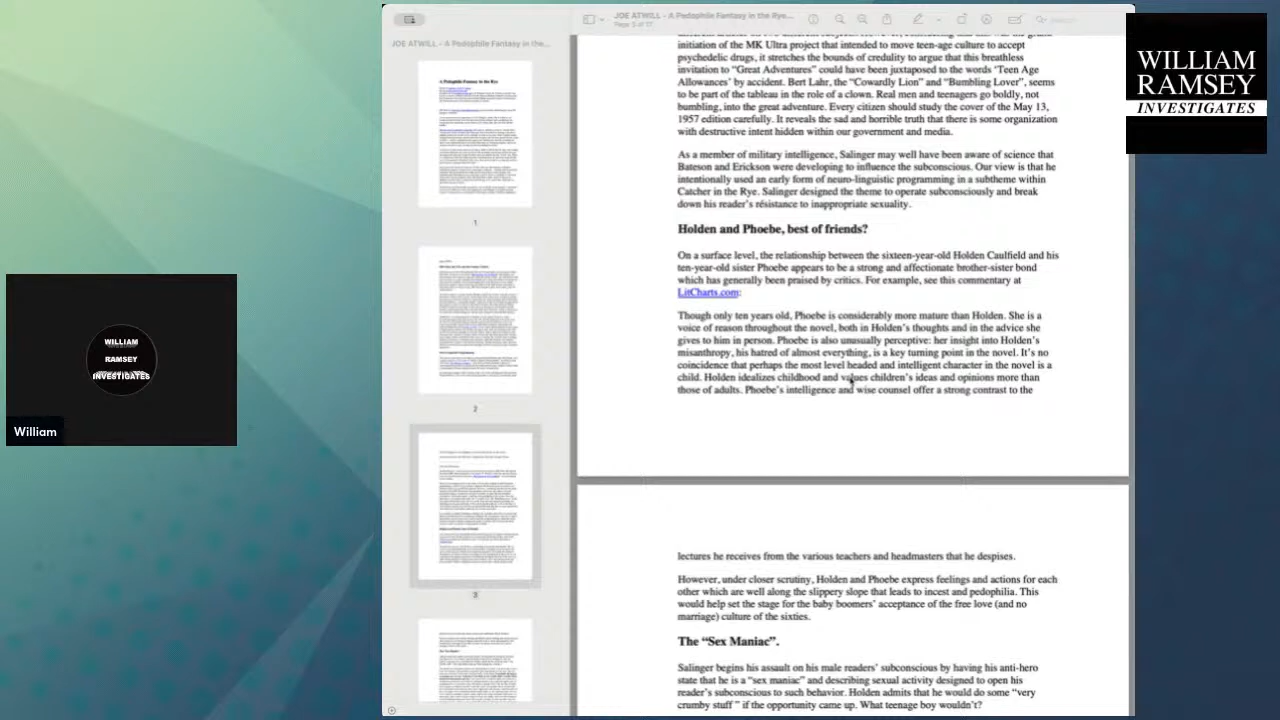 JOE ATWILL - A Pedophile Fantasy in the Rye...
Page 3 of 17
Search
JOE ATWILL - A Pedophile Fantasy in the...
1
2
3
WILLIAM
RAMSEY
INVESTIGATES
William
WILLIAM
RAMSEY
INVESTIGATES
initiation of the MK Ultra project that intended to move teen-age culture to accept
psychedelic drugs, it stretches the bounds of credulity to argue that this breathless
invitation to “Great Adventures” could have been juxtaposed to the words ‘Teen Age
Allowances’ by accident. Bert Lahr, the “Cowardly Lion” and “Bumbling Lover”, seems
to be part of the tableau in the role of a clown. Real men and teenagers go boldly, not
bumbling, into the great adventure. Every citizen should study the cover of the May 13,
1957 edition carefully. It reveals the sad and horrible truth that there is some organization
with destructive intent hidden within our government and media.
As a member of military intelligence, Salinger may well have been aware of science that
Bateson and Erickson were developing to influence the subconscious. Our view is that he
intentionally used an early form of neuro-linguistic programming in a subtheme within
Catcher in the Rye. Salinger designed the theme to operate subconsciously and break
down his reader’s résistance to inappropriate sexuality.
Holden and Phoebe, best of friends?
On a surface level, the relationship between the sixteen-year-old Holden Caulfield and his
ten-year-old sister Phoebe appears to be a strong and affectionate brother-sister bond
which has generally been praised by critics. For example, see this commentary at
LitCharts.com:
Though only ten years old, Phoebe is considerably more mature than Holden. She is a
voice of reason throughout the novel, both in Holden’s thoughts and in the advice she
gives to him in person. Phoebe is also unusually perceptive: her insight into Holden’s
misanthropy, his hatred of almost everything, is a key turning point in the novel. It’s no
coincidence that perhaps the most level headed and intelligent character in the novel is a
child. Holden idealizes childhood and values children’s ideas and opinions more than
those of adults. Phoebe’s intelligence and wise counsel offer a strong contrast to the
lectures he receives from the various teachers and headmasters that he despises.
However, under closer scrutiny, Holden and Phoebe express feelings and actions for each
other which are well along the slippery slope that leads to incest and pedophilia. This
would help set the stage for the baby boomers’ acceptance of the free love (and no
marriage) culture of the sixties.
The “Sex Maniac”.
Salinger begins his assault on his male readers’ subconscious by having his anti-hero
state that he is a “sex maniac” and describing sexual activity designed to open his
reader’s subconscious to such behavior. Holden admits that he would do some “very
crumby stuff ” if the opportunity came up. What teenage boy wouldn’t?